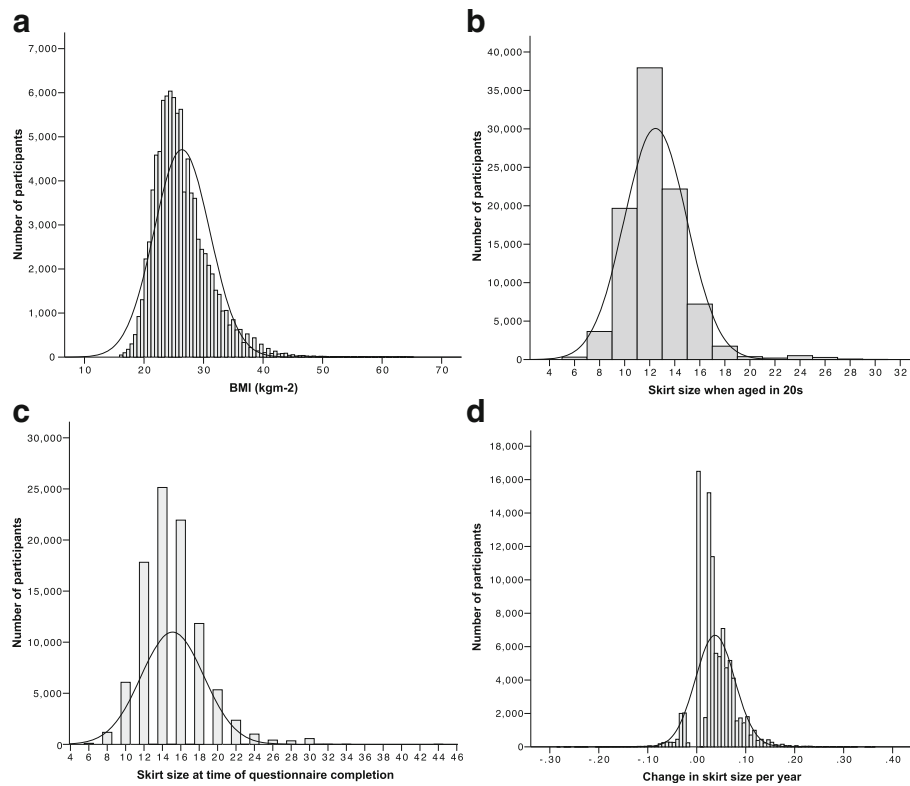 a
7,000
6,000
5,000
4,000
3,000
2,000
1,000
0
Number of participants
10 20 30 40 50 60 70
BMI (kgm-2)
b
40,000
35,000
30,000
25,000
20,000
15,000
10,000
5,000
0
Number of participants
4 6 8 10 12 14 16 18 20 22 24 26 28 30 32
Skirt size when aged in 20s
c
30,000
25,000
20,000
15,000
10,000
5,000
0
Number of participants
4 6 8 10 12 14 16 18 20 22 24 26 28 30 32 34 36 38 40 42 44 46
Skirt size at time of questionnaire completion
d
18,000
16,000
14,000
12,000
10,000
8,000
6,000
4,000
2,000
0
Number of participants
-.30 -.20 -.10 .00 .10 .20 .30 .40
Change in skirt size per year